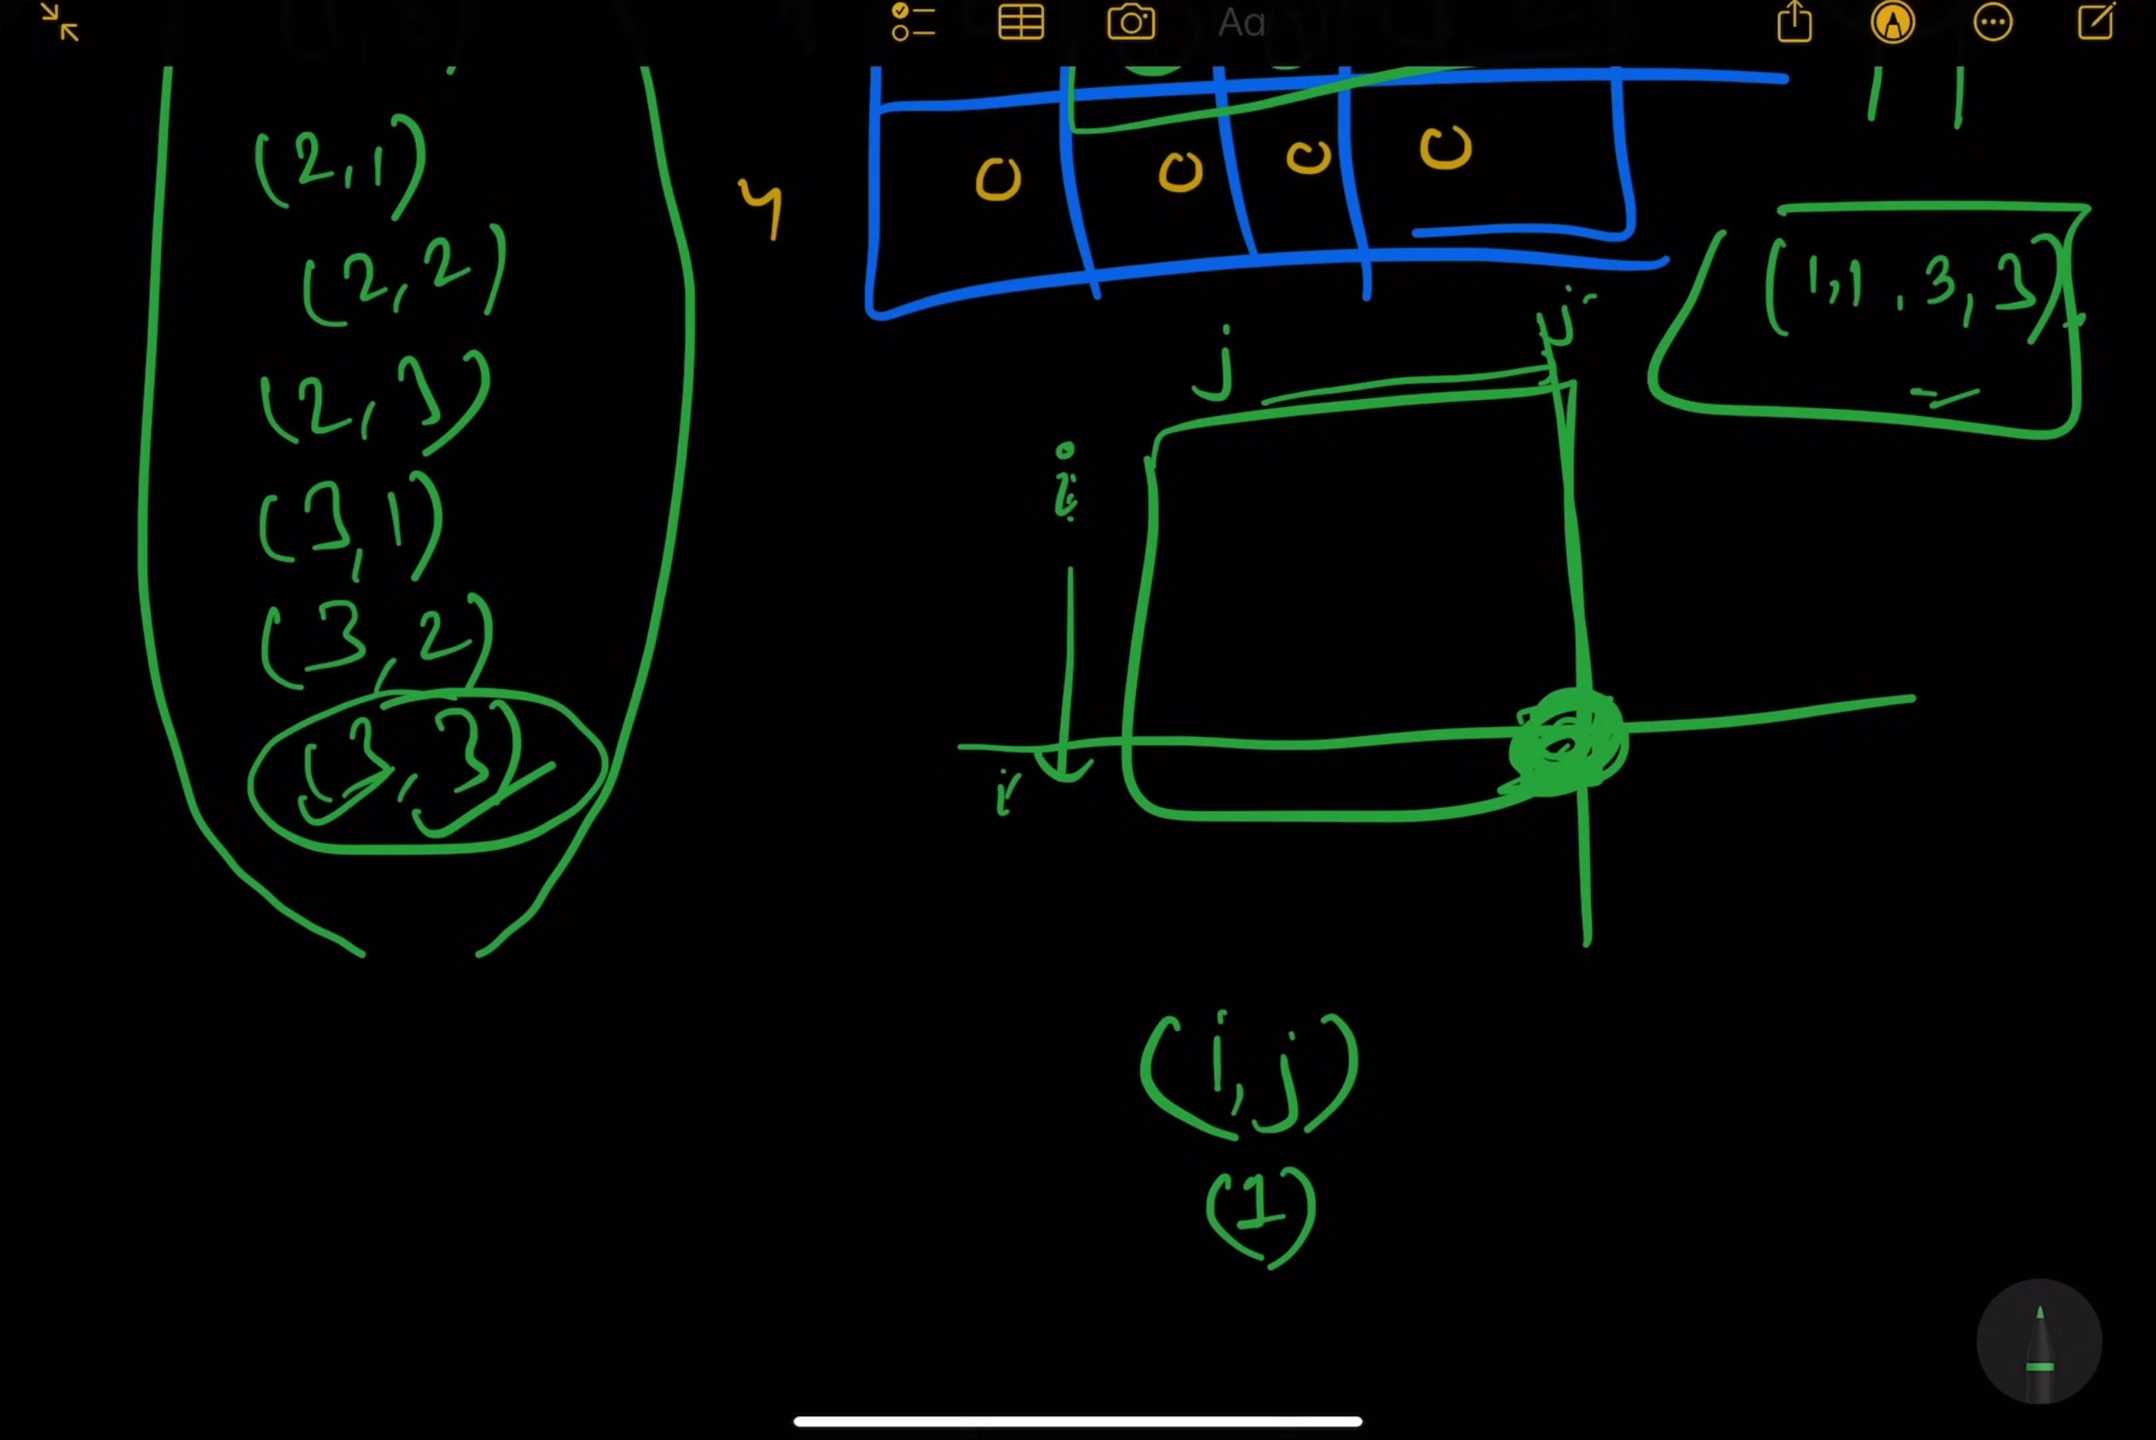 Aa
(2,1)
(2,2)
(2,3)
(3,1)
(3,2)
(3,3)
4
0 0 0 0
(1,1,3,3)
j
j
i
i
(i,j)
(1)